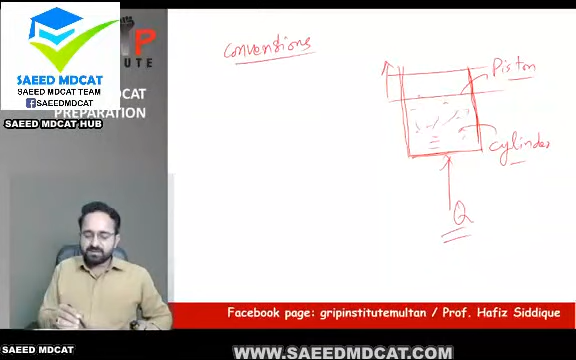 SAEED MDCAT
SAEED MDCAT TEAM
SAEEDMDCAT
SAEED MDCAT HUB
P
UTE
CAT
PREPARATION
Conventions
Piston
Cylinder
Q
Facebook page: gripinstitutemultan / Prof. Hafiz Siddique
SAEED MDCAT
WWW.SAEEDMDCAT.COM